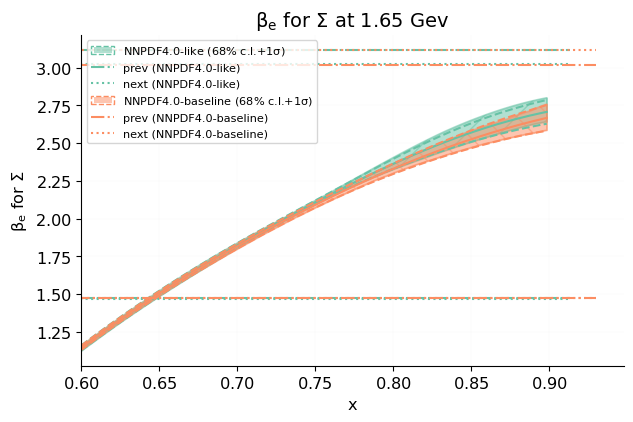 βe for Σ at 1.65 Gev
NNPDF4.0-like (68% c.l.+1σ)
prev (NNPDF4.0-like)
next (NNPDF4.0-like)
NNPDF4.0-baseline (68% c.l.+1σ)
prev (NNPDF4.0-baseline)
next (NNPDF4.0-baseline)
βe for Σ
3.00
2.75
2.50
2.25
2.00
1.75
1.50
1.25
0.60 0.65 0.70 0.75 0.80 0.85 0.90
x